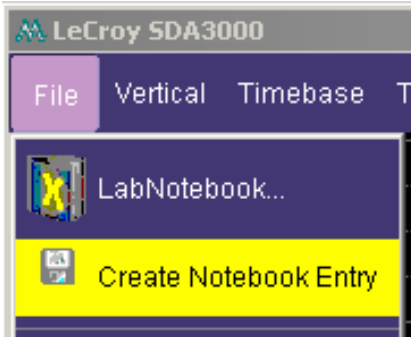 LeCroy SDA3000
File Vertical Timebase T
LabNotebook...
Create Notebook Entry